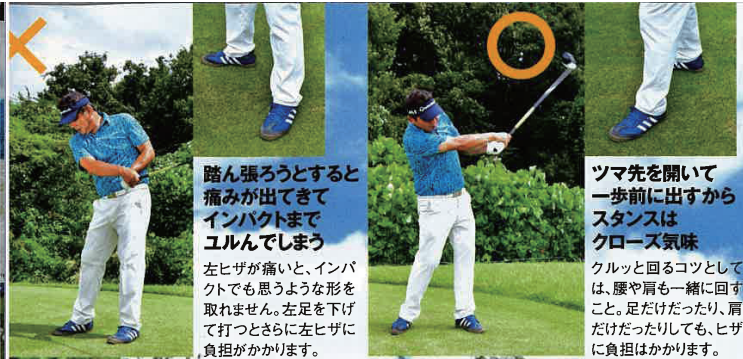 踏ん張ろうとすると
痛みが出てきて
インパクトまで
ユルんでしまう
左ヒザが痛いと、インパ
クトでも思うような形を
取れません。左足を下げ
て打つとさらに左ヒザに
負担がかかります。
ツマ先を開いて
一歩前に出すから
スタンスは
クローズ気味
クルッと回るコツとして
は、腰や肩も一緒に回す
こと。足だけだったり、肩
だけだったりしても、ヒザ
に負担はかかります。